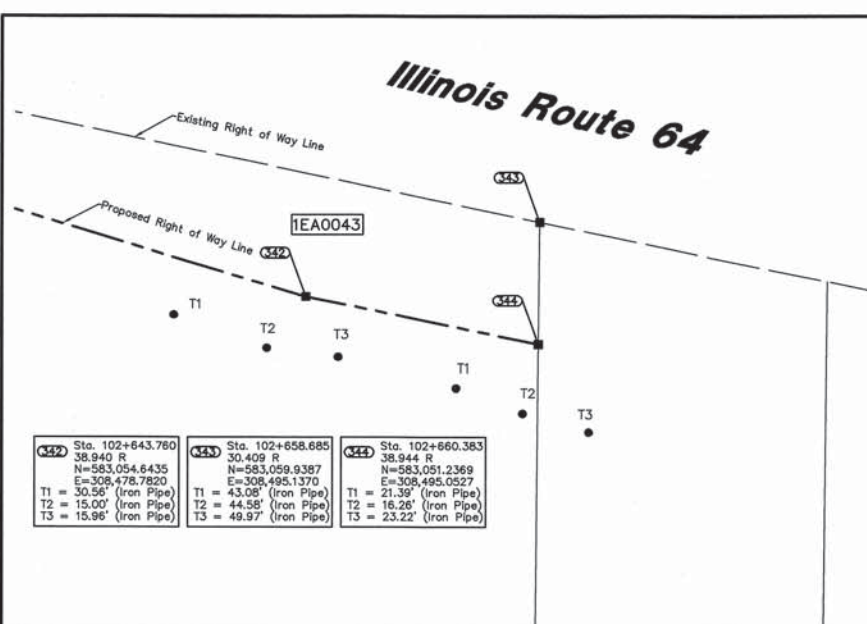 Illinois Route 64
Existing Right of Way Line
343
Proposed Right of Way Line
1EA0043
342
344
T1
T2
T3
T1
T2
T3
342 Sta. 102+643.760
38.940 R
N=583,054.6435
E=308,478.7820
T1 = 30.56' (Iron Pipe)
T2 = 15.00' (Iron Pipe)
T3 = 15.96' (Iron Pipe)
343 Sta. 102+658.685
30.409 R
N=583,059.9387
E=308,495.1370
T1 = 43.08' (Iron Pipe)
T2 = 44.58' (Iron Pipe)
T3 = 49.97' (Iron Pipe)
344 Sta. 102+660.383
38.944 R
N=583,051.2369
E=308,495.0527
T1 = 21.39' (Iron Pipe)
T2 = 16.26' (Iron Pipe)
T3 = 23.22' (Iron Pipe)